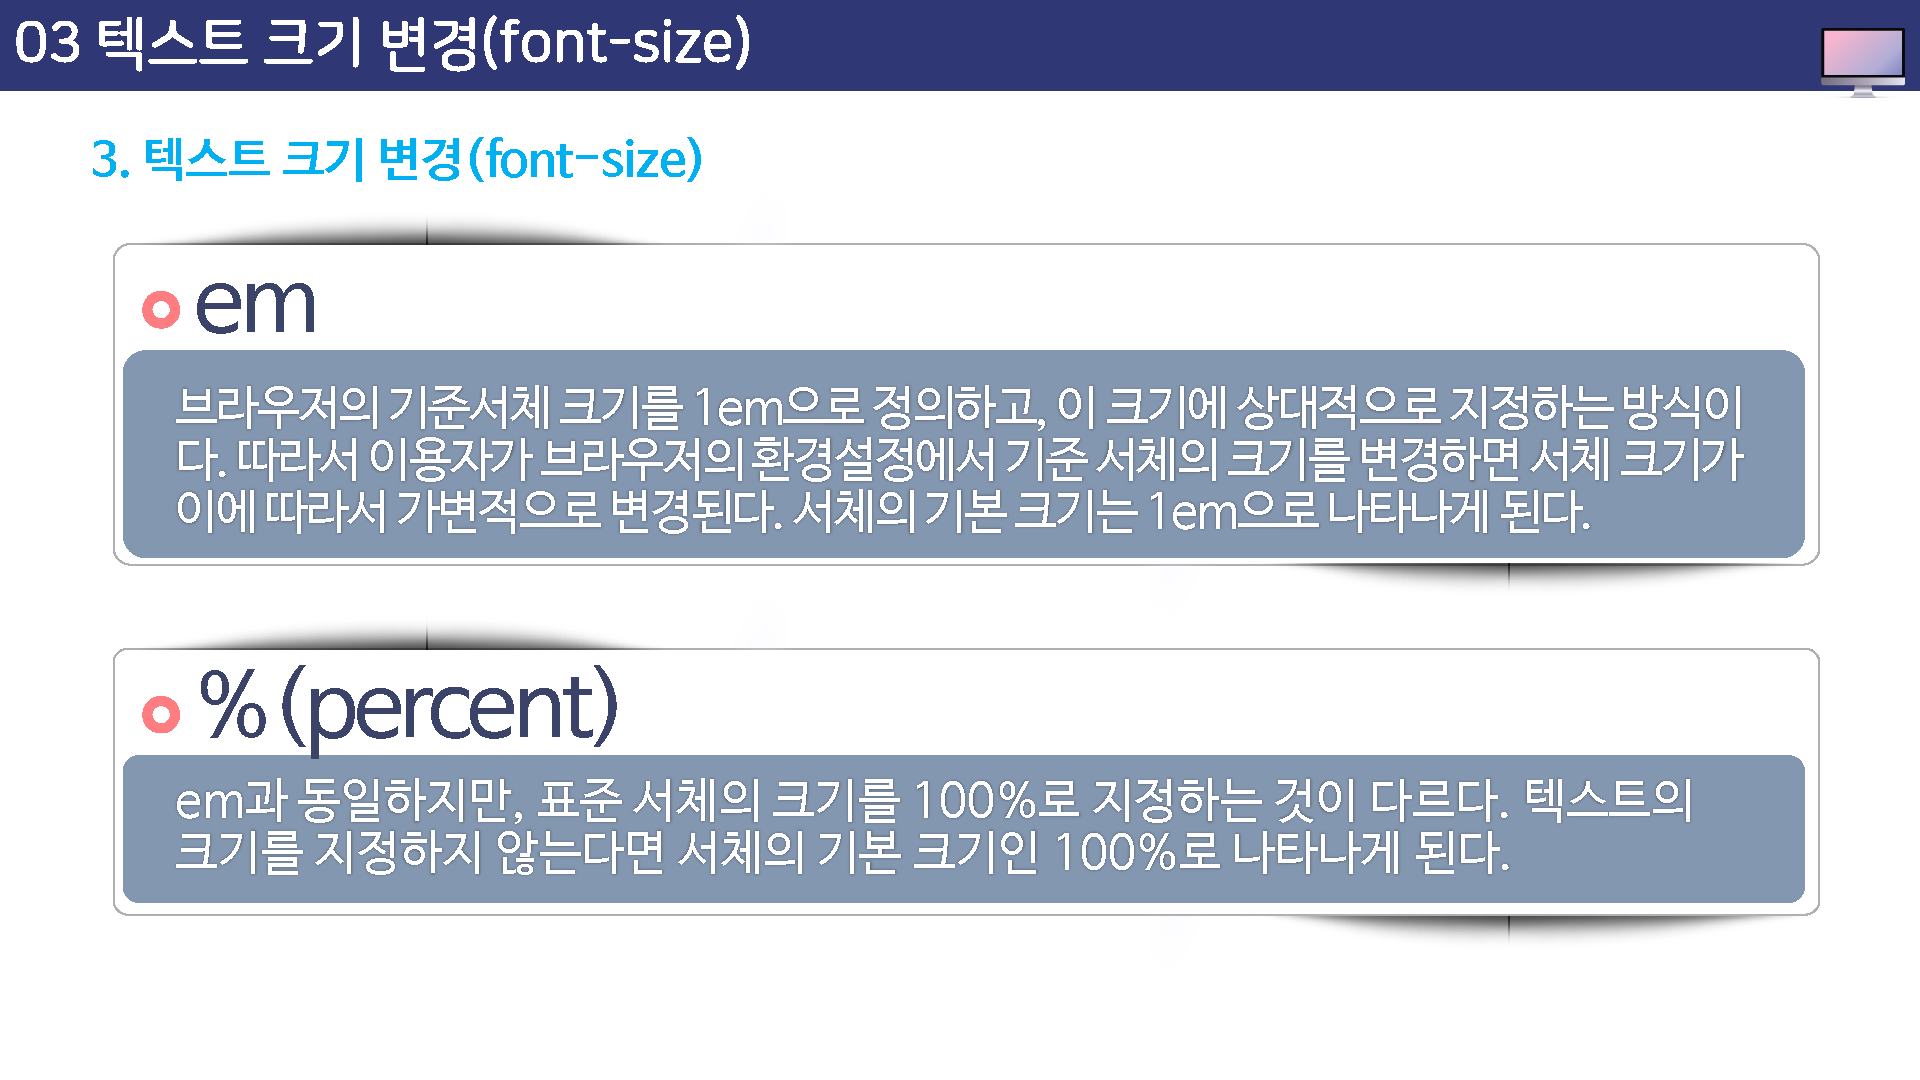 03 텍스트 크기 변경(font-size)
3. 텍스트 크기 변경(font-size)
em
브라우저의 기준서체 크기를 1em으로 정의하고, 이 크기에 상대적으로 지정하는 방식이
다. 따라서 이용자가 브라우저의 환경설정에서 기준 서체의 크기를 변경하면 서체 크기가
이에 따라서 가변적으로 변경된다. 서체의 기본 크기는 1em으로 나타나게 된다.
%(percent)
em과 동일하지만, 표준 서체의 크기를 100%로 지정하는 것이 다르다. 텍스트의
크기를 지정하지 않는다면 서체의 기본 크기인 100%로 나타나게 된다.